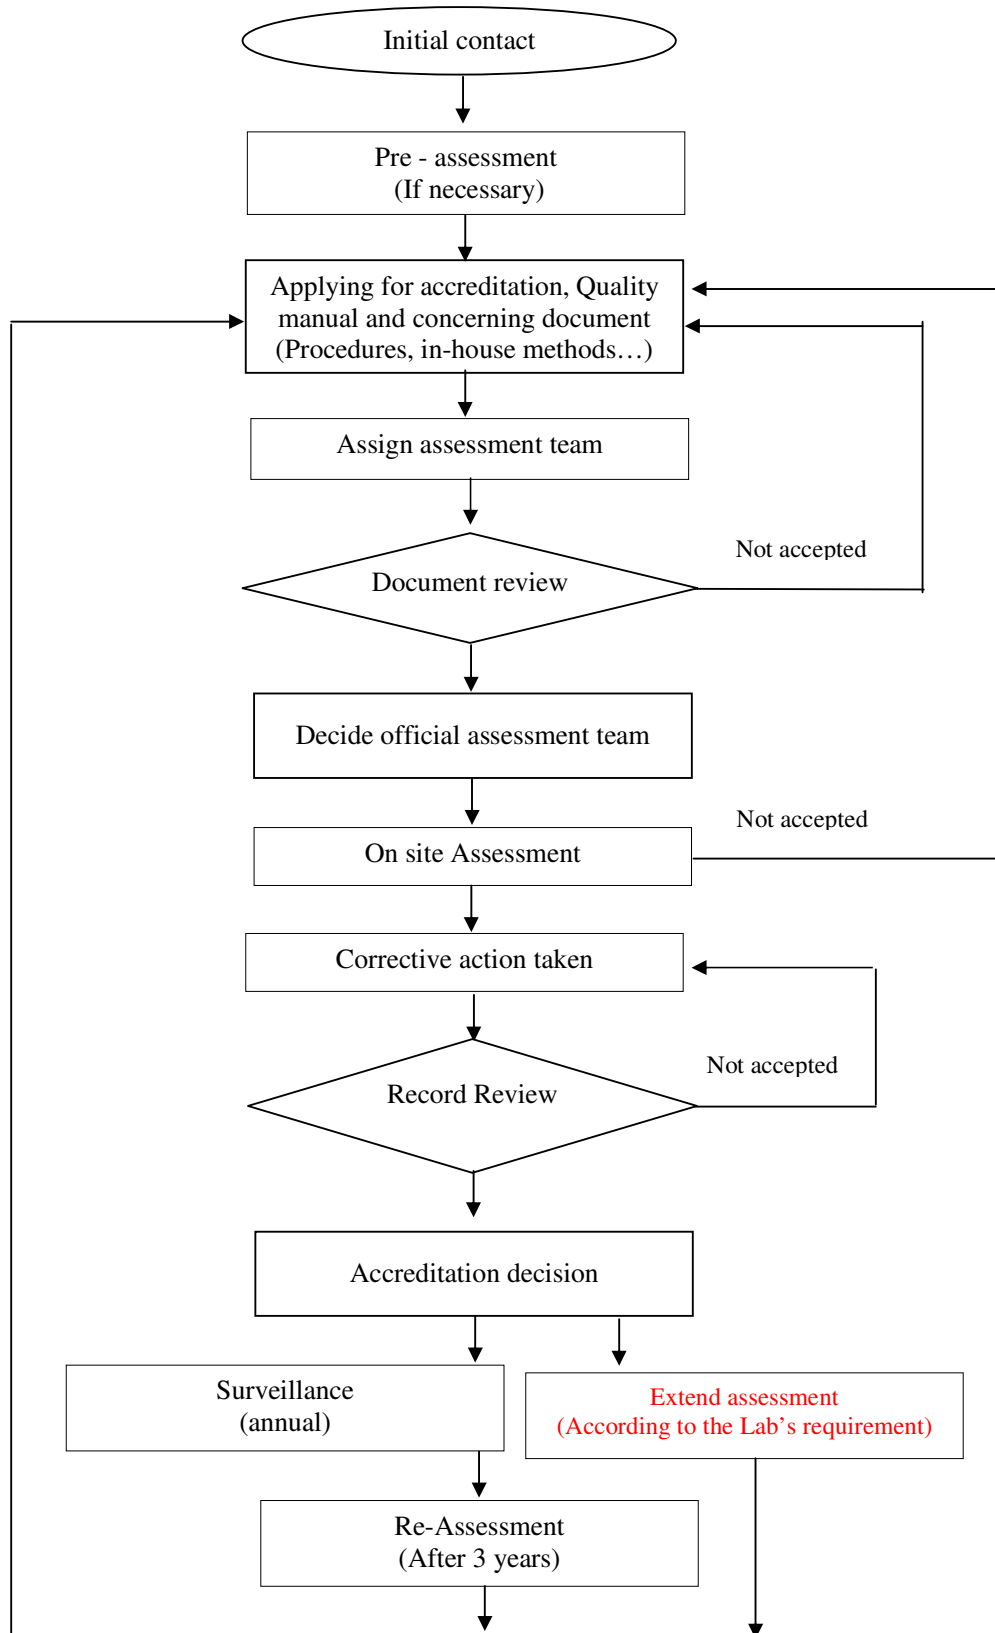 Initial contact
Pre - assessment
(If necessary)
Applying for accreditation, Quality
manual and concerning document
(Procedures, in-house methods…)
Assign assessment team
Not accepted
Document review
Decide official assessment team
Not accepted
On site Assessment
Corrective action taken
Not accepted
Record Review
Accreditation decision
Surveillance
(annual)
Extend assessment
(According to the Lab’s requirement)
Re-Assessment
(After 3 years)